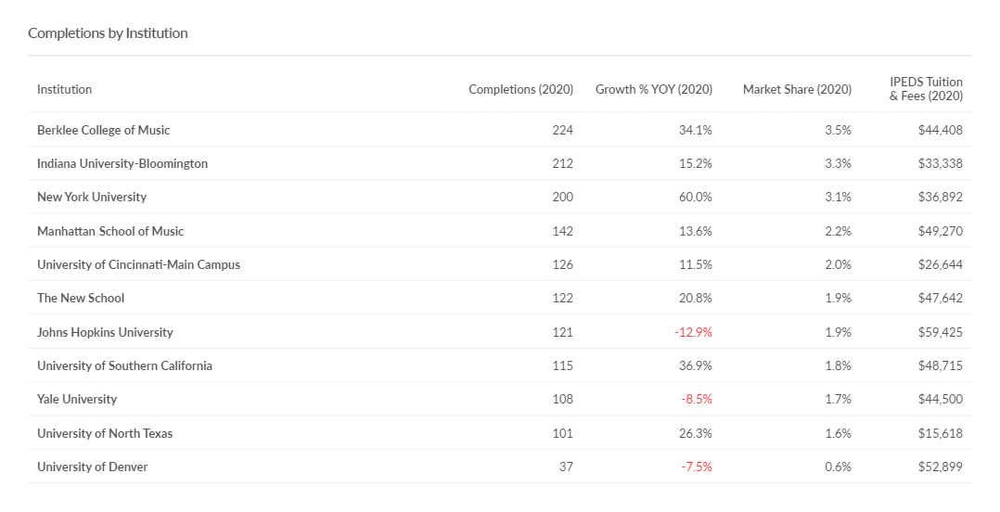 Completions by Institution
Institution Completions (2020) Growth % YOY (2020) Market Share (2020) IPEDS Tuition
& Fees (2020)
Berklee College of Music 224 34.1% 3.5% $44,408
Indiana University-Bloomington 212 15.2% 3.3% $33,338
New York University 200 60.0% 3.1% $36,892
Manhattan School of Music 142 13.6% 2.2% $49,270
University of Cincinnati-Main Campus 126 11.5% 2.0% $26,644
The New School 122 20.8% 1.9% $47,642
Johns Hopkins University 121 -12.9% 1.9% $59,425
University of Southern California 115 36.9% 1.8% $48,715
Yale University 108 -8.5% 1.7% $44,500
University of North Texas 101 26.3% 1.6% $15,618
University of Denver 37 -7.5% 0.6% $52,899